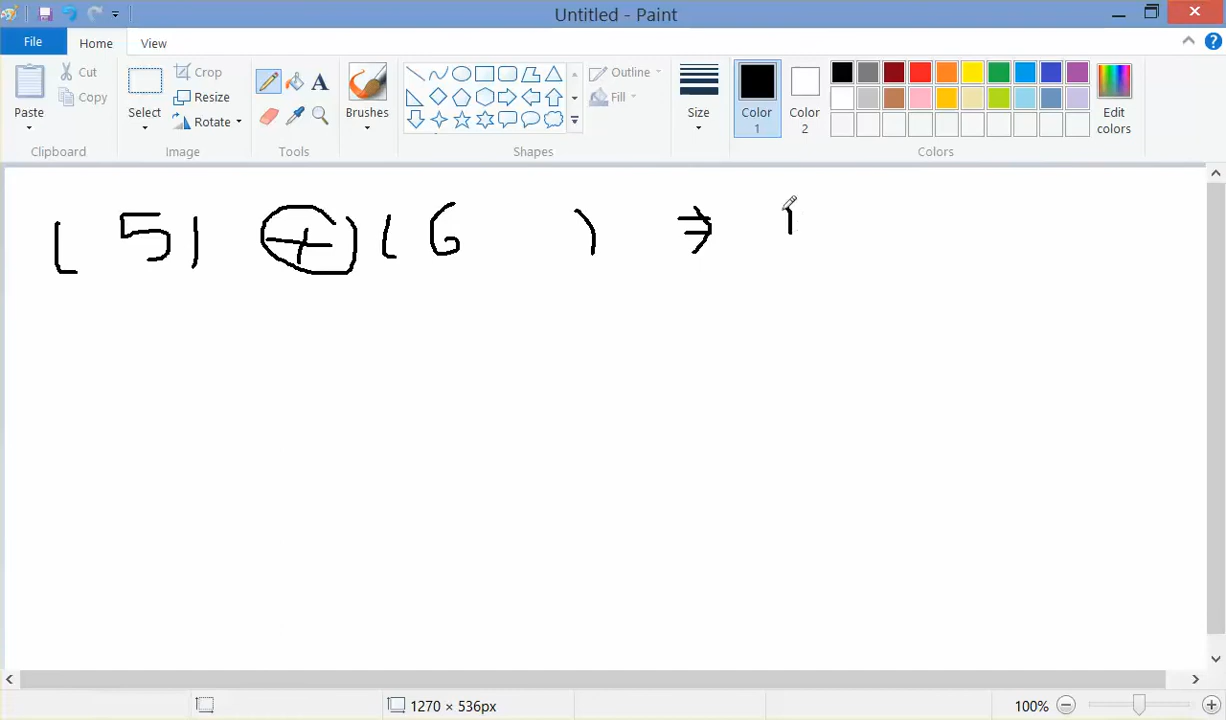 Untitled - Paint
File Home View
Paste Cut Copy Select Crop Resize Rotate A Brushes Outline Fill Size Color 1 Color 2 Edit colors
Clipboard Image Tools Shapes Colors
( 5) (+)) ( 6 ) ⇒ 1
1270 × 536px 100%